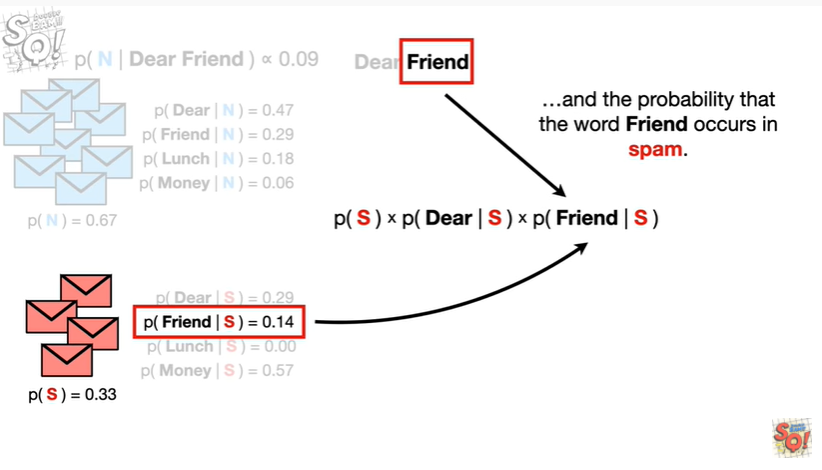 p( N | Dear Friend ) ∝ 0.09
Dear Friend
…and the probability that
the word Friend occurs in
spam.
p( Dear | N ) = 0.47
p( Friend | N ) = 0.29
p( Lunch | N ) = 0.18
p( Money | N ) = 0.06
p( N ) = 0.67
p( S ) x p( Dear | S ) x p( Friend | S )
p( Dear | S ) = 0.29
p( Friend | S ) = 0.14
p( Lunch | S ) = 0.00
p( Money | S ) = 0.57
p( S ) = 0.33
SQ!